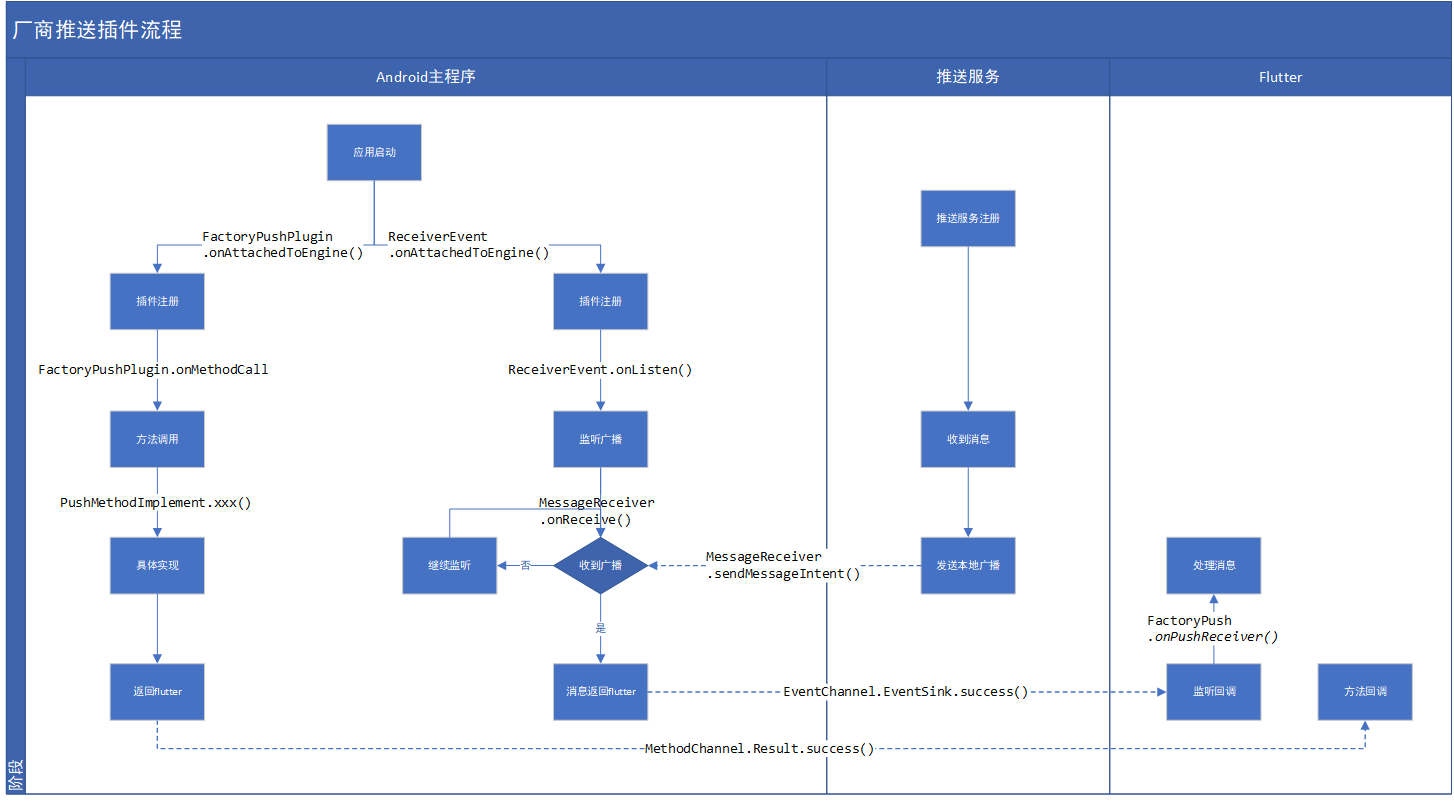 厂商推送插件流程
Android主程序
推送服务
Flutter
应用启动
推送服务注册
FactoryPushPlugin
.onAttachedToEngine()
ReceiverEvent
.onAttachedToEngine()
插件注册
插件注册
FactoryPushPlugin.onMethodCall
ReceiverEvent.onListen()
方法调用
监听广播
收到消息
PushMethodImplement.xxx()
MessageReceiver
.onReceive()
具体实现
继续监听
否
收到广播
MessageReceiver
.sendMessageIntent()
发送本地广播
处理消息
FactoryPush
.onPushReceiver()
是
返回flutter
消息返回flutter
EventChannel.EventSink.success()
监听回调
方法回调
MethodChannel.Result.success()
阶段